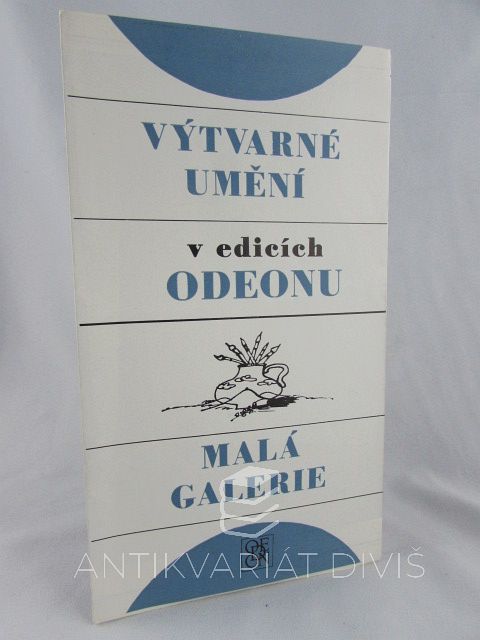 VÝTVARNÉ
UMĚNÍ
v edicích
ODEONU
MALÁ
GALERIE
ANTIKVARIÁT DIVIŠ